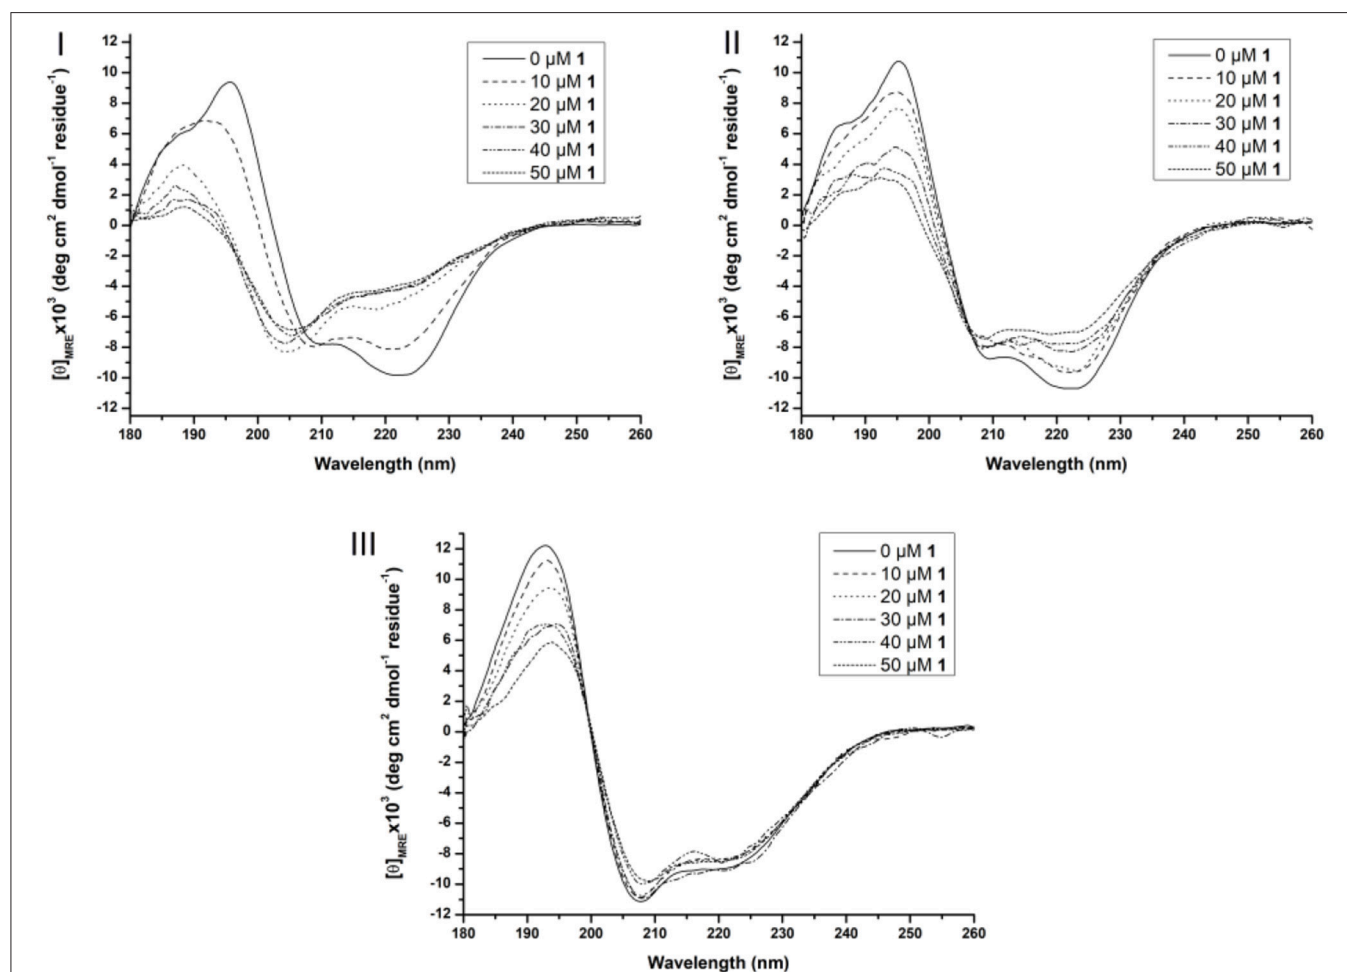 I
[θ]MREx10³ (deg cm² dmol⁻¹ residue⁻¹)
12
10
8
6
4
2
0
-2
-4
-6
-8
-10
-12
0 µM 1
10 µM 1
20 µM 1
30 µM 1
40 µM 1
50 µM 1
180 190 200 210 220 230 240 250 260
Wavelength (nm)
II
[θ]MREx10³ (deg cm² dmol⁻¹ residue⁻¹)
12
10
8
6
4
2
0
-2
-4
-6
-8
-10
-12
0 µM 1
10 µM 1
20 µM 1
30 µM 1
40 µM 1
50 µM 1
180 190 200 210 220 230 240 250 260
Wavelength (nm)
III
[θ]MREx10³ (deg cm² dmol⁻¹ residue⁻¹)
12
10
8
6
4
2
0
-2
-4
-6
-8
-10
-12
0 µM 1
10 µM 1
20 µM 1
30 µM 1
40 µM 1
50 µM 1
180 190 200 210 220 230 240 250 260
Wavelength (nm)